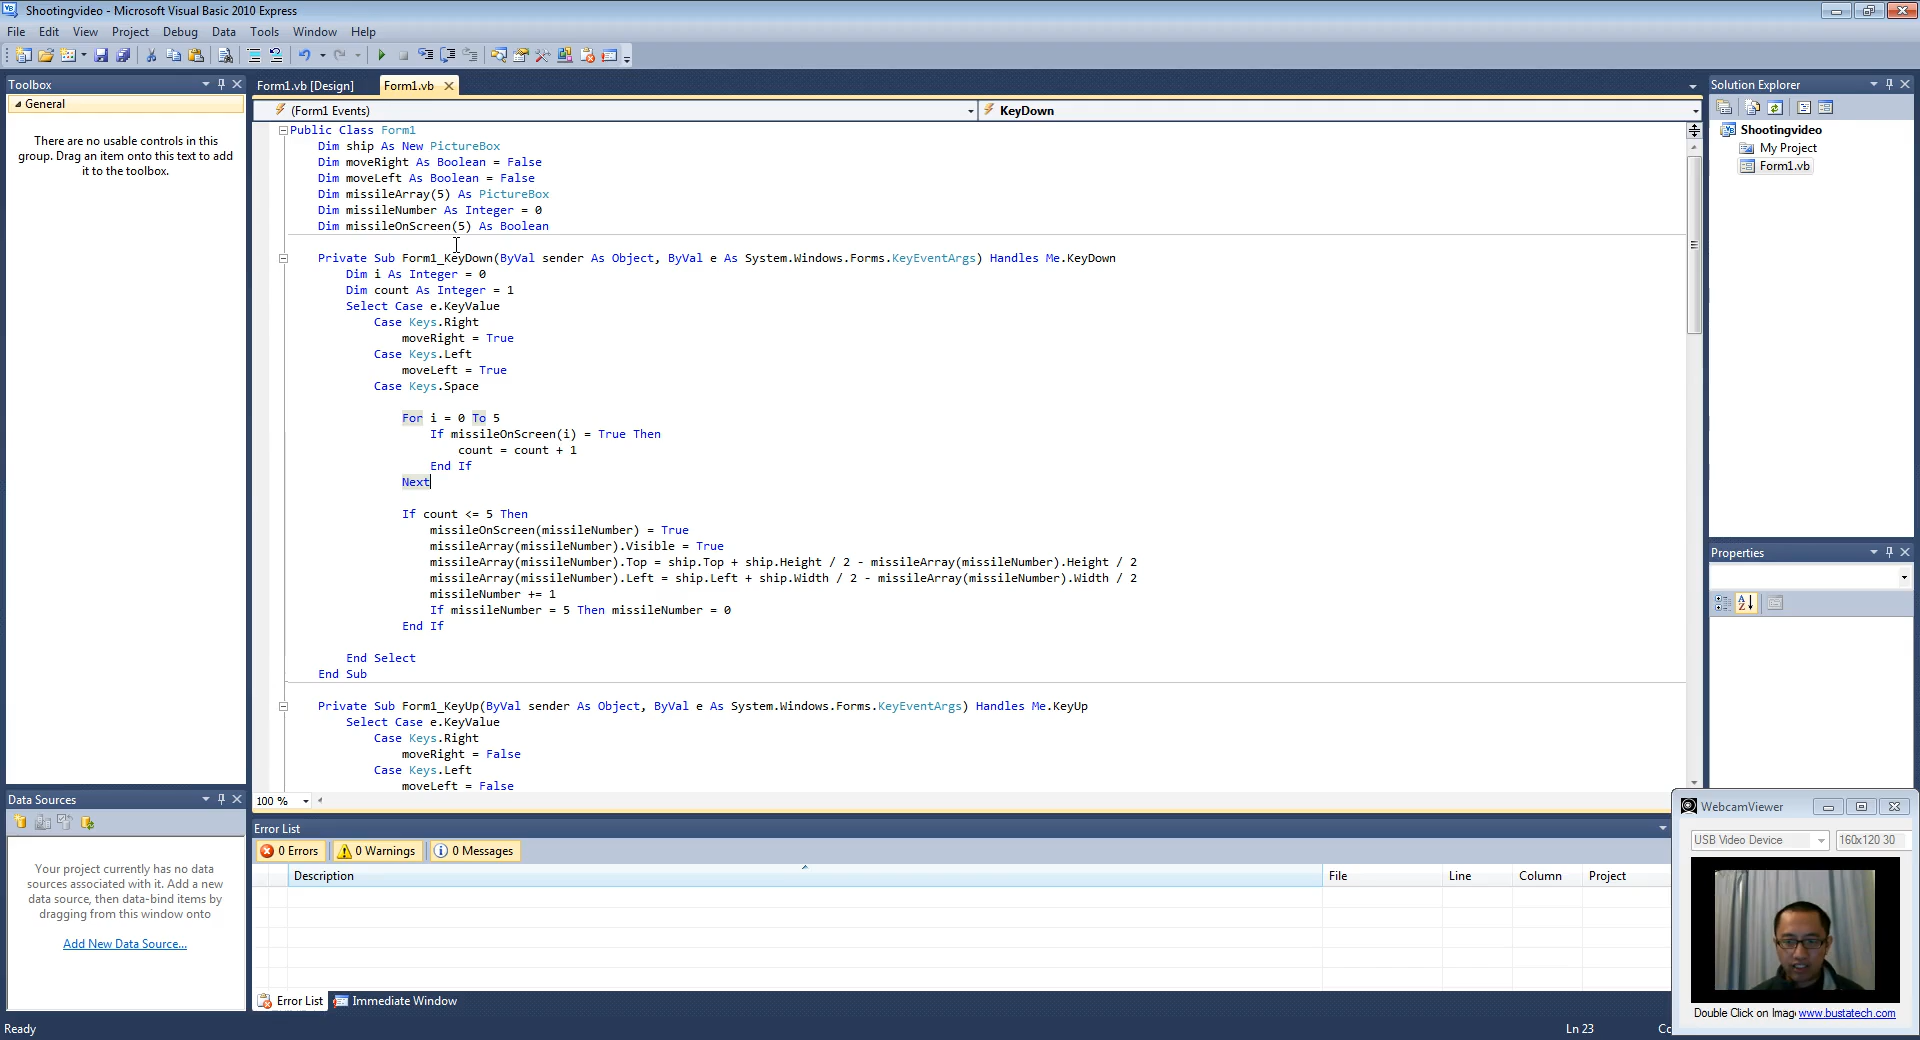 Shootingvideo - Microsoft Visual Basic 2010 Express
File Edit View Project Debug Data Tools Window Help
Toolbox
General
There are no usable controls in this
group. Drag an item onto this text to add
it to the toolbox.
Form1.vb [Design] Form1.vb
(Form1 Events) KeyDown
Public Class Form1
Dim ship As New PictureBox
Dim moveRight As Boolean = False
Dim moveLeft As Boolean = False
Dim missileArray(5) As PictureBox
Dim missileNumber As Integer = 0
Dim missileOnScreen(5) As Boolean
Private Sub Form1_KeyDown(ByVal sender As Object, ByVal e As System.Windows.Forms.KeyEventArgs) Handles Me.KeyDown
Dim i As Integer = 0
Dim count As Integer = 1
Select Case e.KeyValue
Case Keys.Right
moveRight = True
Case Keys.Left
moveLeft = True
Case Keys.Space
For i = 0 To 5
If missileOnScreen(i) = True Then
count = count + 1
End If
Next
If count <= 5 Then
missileOnScreen(missileNumber) = True
missileArray(missileNumber).Visible = True
missileArray(missileNumber).Top = ship.Top + ship.Height / 2 - missileArray(missileNumber).Height / 2
missileArray(missileNumber).Left = ship.Left + ship.Width / 2 - missileArray(missileNumber).Width / 2
missileNumber += 1
If missileNumber = 5 Then missileNumber = 0
End If
End Select
End Sub
Private Sub Form1_KeyUp(ByVal sender As Object, ByVal e As System.Windows.Forms.KeyEventArgs) Handles Me.KeyUp
Select Case e.KeyValue
Case Keys.Right
moveRight = False
Case Keys.Left
moveLeft = False
100 %
Solution Explorer
Shootingvideo
My Project
Form1.vb
Properties
Data Sources
Your project currently has no data
sources associated with it. Add a new
data source, then data-bind items by
dragging from this window onto
Add New Data Source...
Error List
0 Errors 0 Warnings 0 Messages
Description File Line Column Project
Error List Immediate Window
WebcamViewer
USB Video Device 160x120 30
Double Click on Imag www.bustatech.com
Ready Ln 23